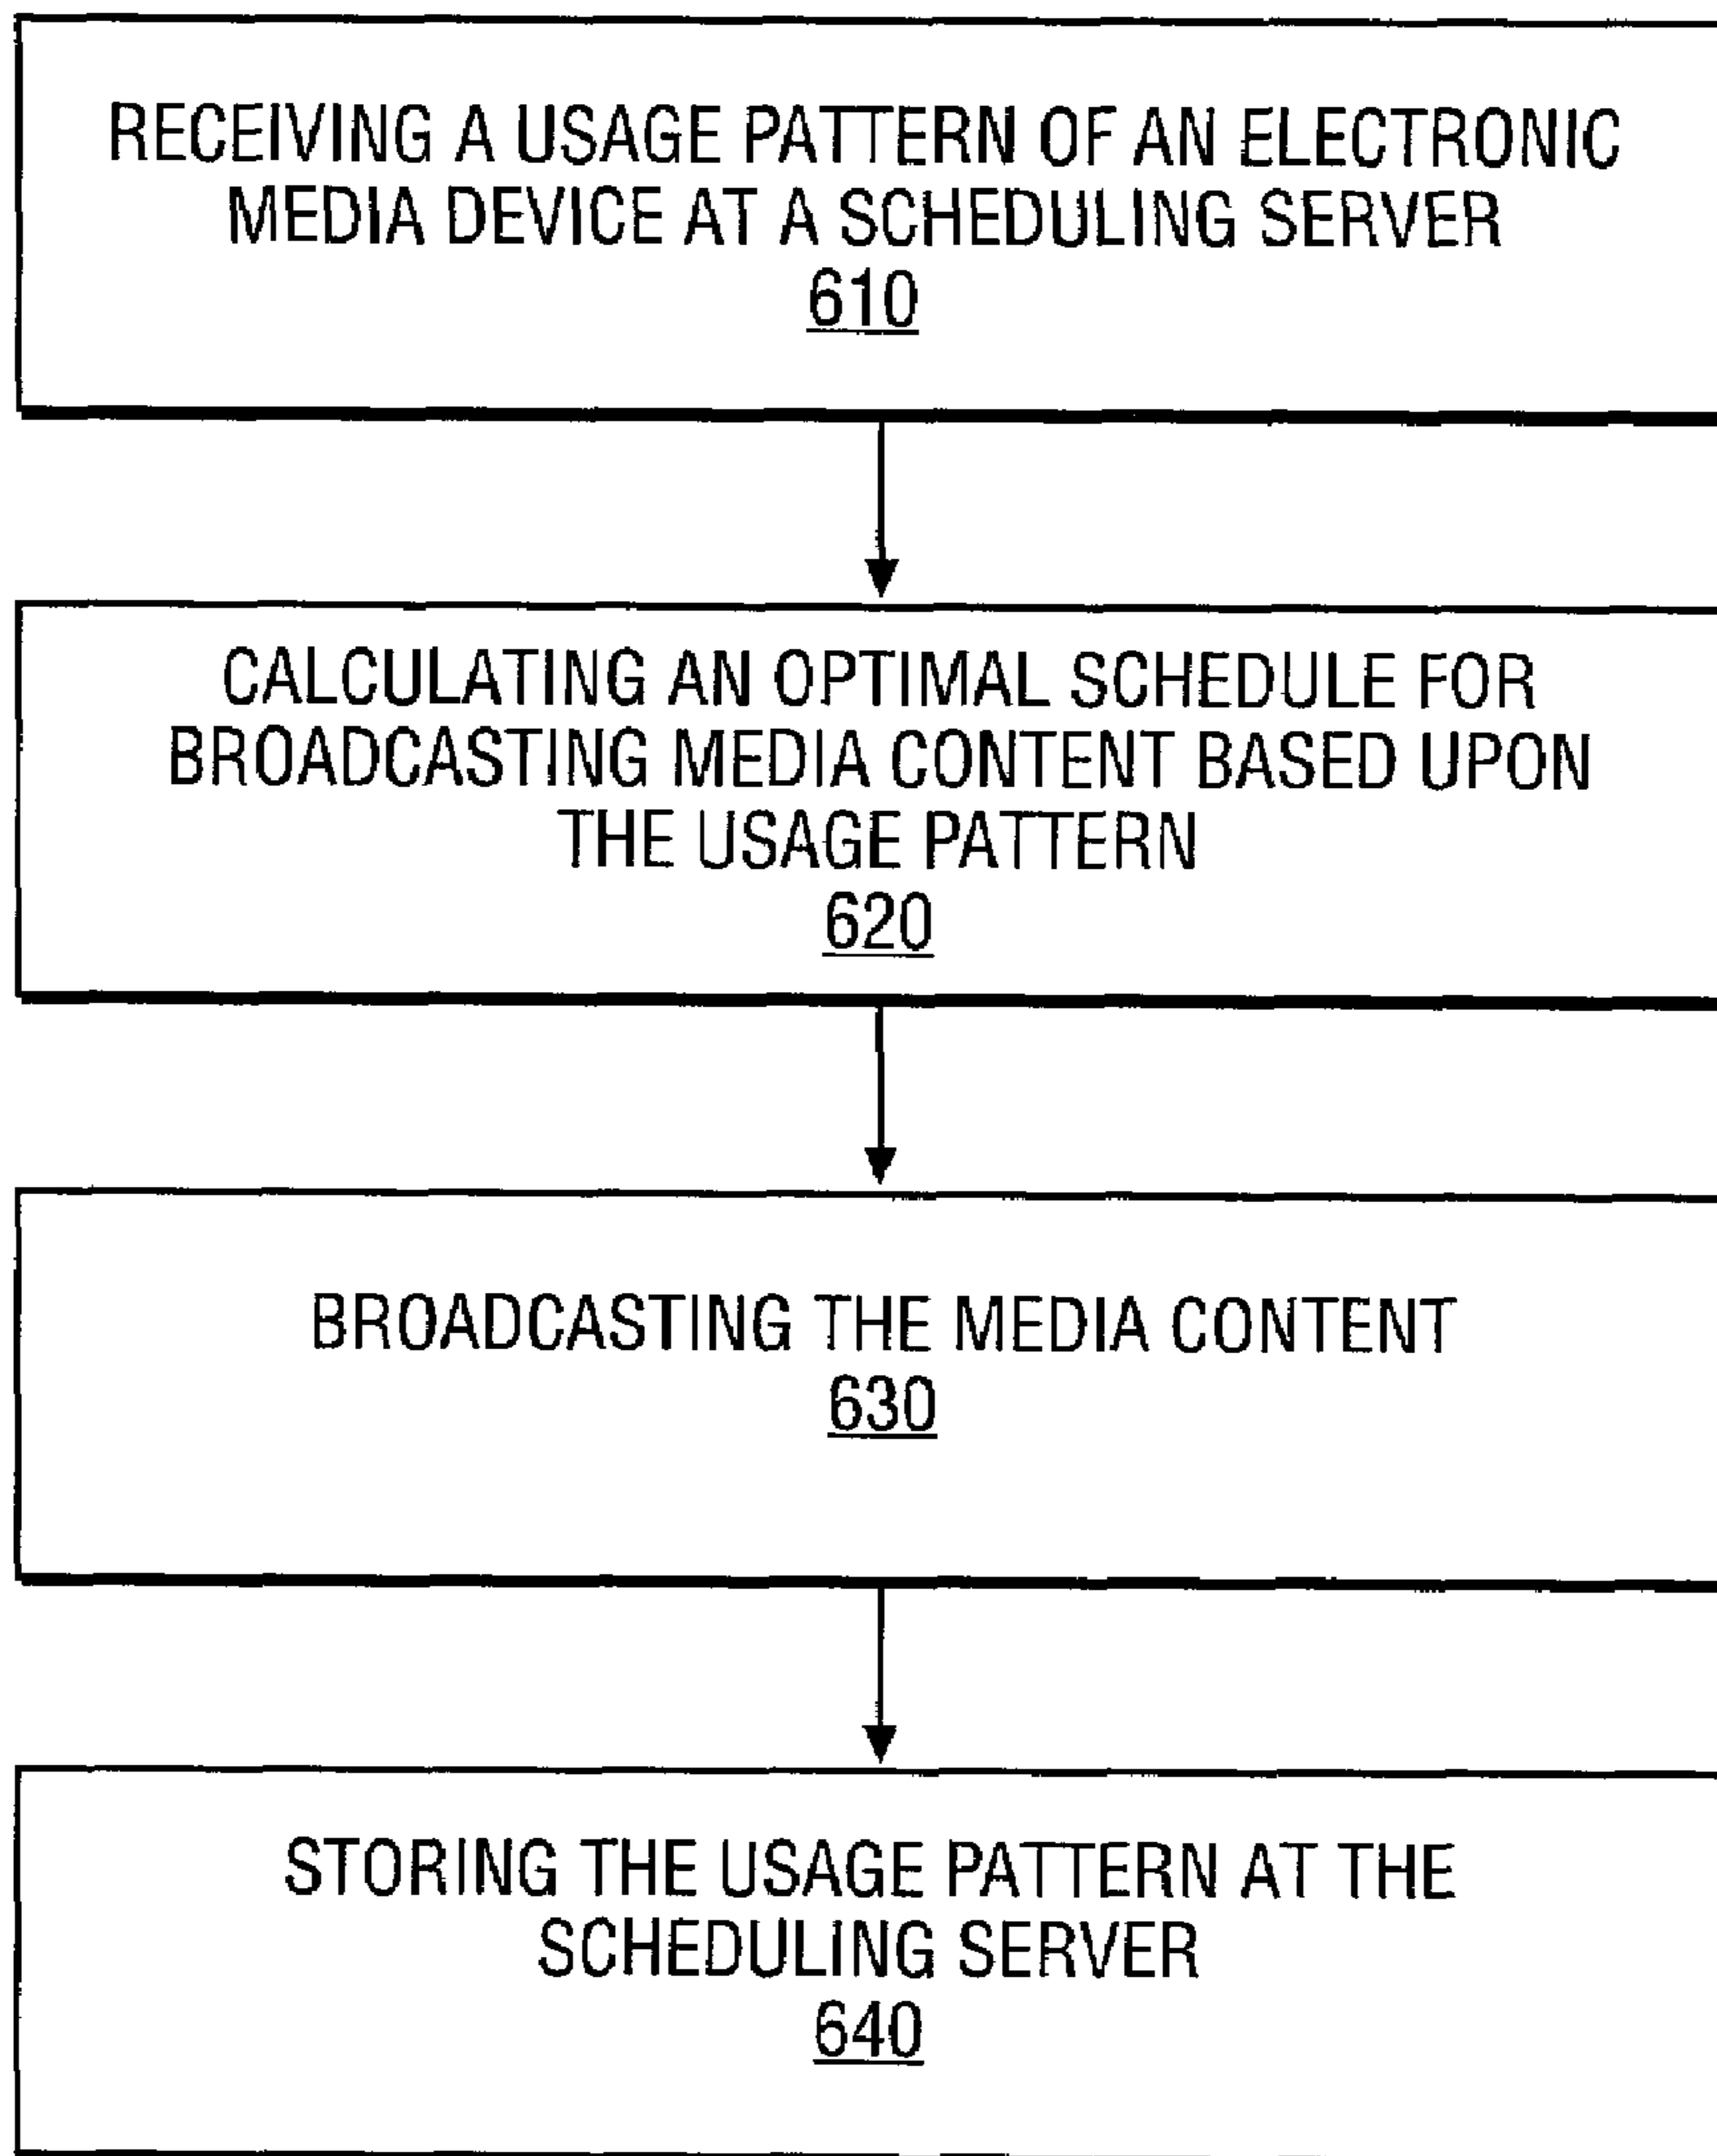 RECEIVING A USAGE PATTERN OF AN ELECTRONIC
MEDIA DEVICE AT A SCHEDULING SERVER
610
CALCULATING AN OPTIMAL SCHEDULE FOR
BROADCASTING MEDIA CONTENT BASED UPON
THE USAGE PATTERN
620
BROADCASTING THE MEDIA CONTENT
630
STORING THE USAGE PATTERN AT THE
SCHEDULING SERVER
640